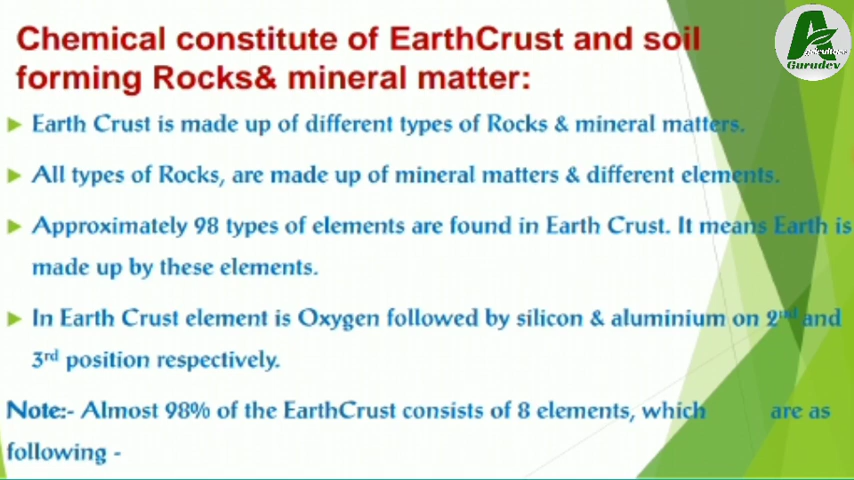 Chemical constitute of EarthCrust and soil
forming Rocks& mineral matter:
Agriculture
Gurudev
▶ Earth Crust is made up of different types of Rocks & mineral matters.
▶ All types of Rocks, are made up of mineral matters & different elements.
▶ Approximately 98 types of elements are found in Earth Crust. It means Earth is
made up by these elements.
▶ In Earth Crust element is Oxygen followed by silicon & aluminium on 2nd and
3rd position respectively.
Note:- Almost 98% of the EarthCrust consists of 8 elements, which are as
following -